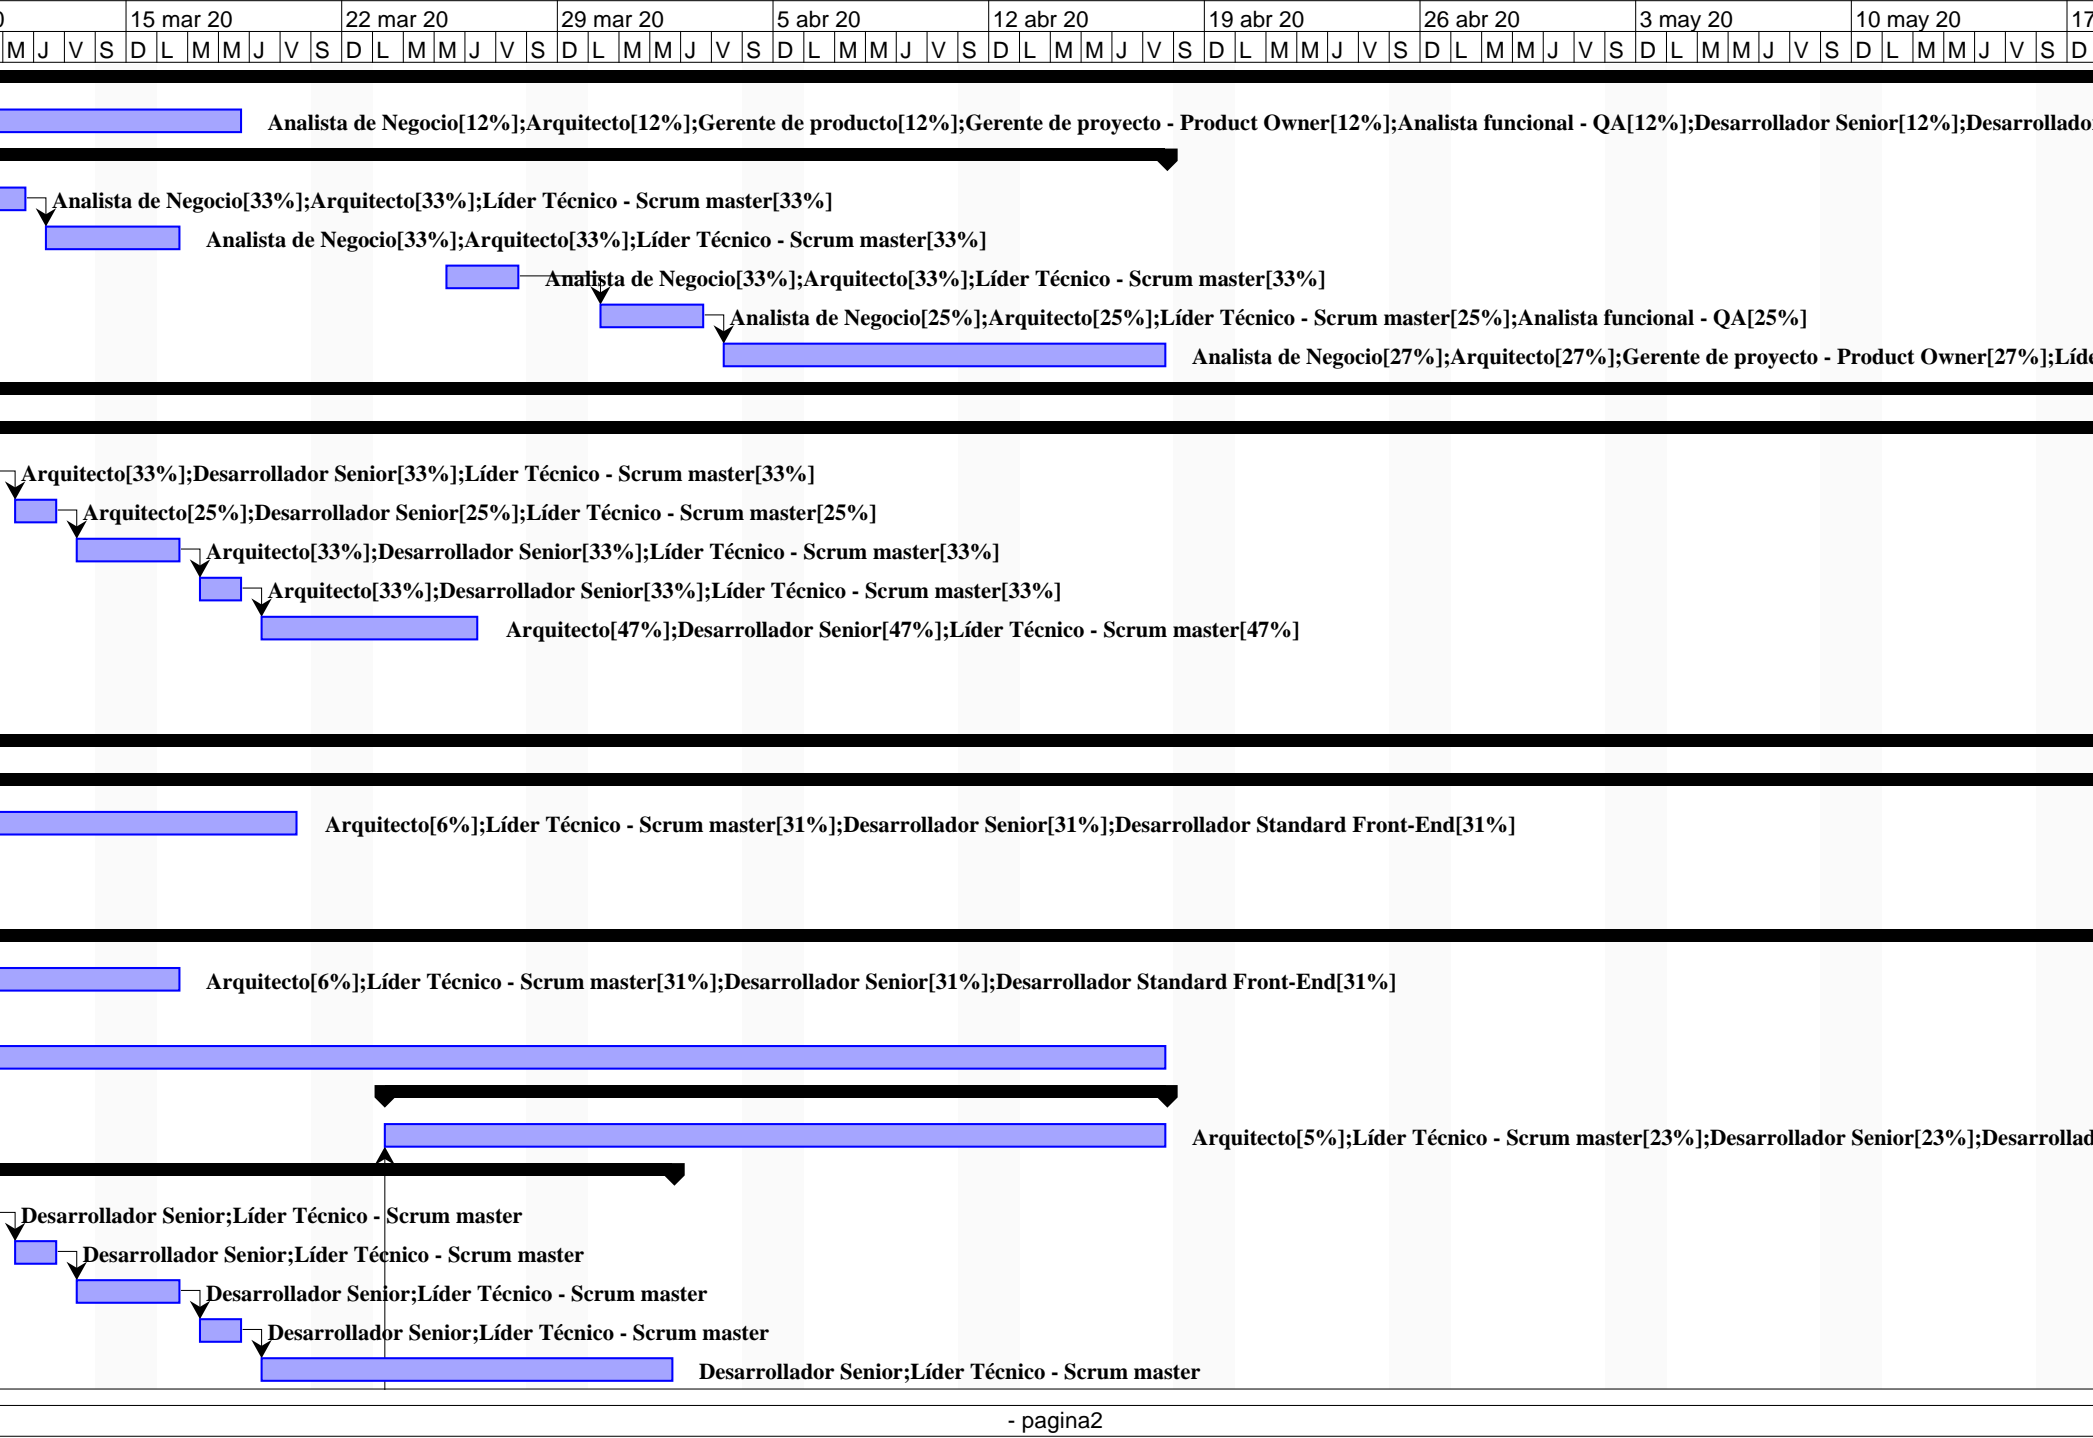 0 15 mar 20 22 mar 20 29 mar 20 5 abr 20 12 abr 20 19 abr 20 26 abr 20 3 may 20 10 may 20 17
M J V S D L M M J V S D L M M J V S D L M M J V S D L M M J V S D L M M J V S D L M M J V S D L M M J V S D L M M J V S D L M M J V S D
Analista de Negocio[12%];Arquitecto[12%];Gerente de producto[12%];Gerente de proyecto - Product Owner[12%];Analista funcional - QA[12%];Desarrollador Senior[12%];Desarrollador
Analista de Negocio[33%];Arquitecto[33%];Líder Técnico - Scrum master[33%]
Analista de Negocio[33%];Arquitecto[33%];Líder Técnico - Scrum master[33%]
Analista de Negocio[33%];Arquitecto[33%];Líder Técnico - Scrum master[33%]
Analista de Negocio[25%];Arquitecto[25%];Líder Técnico - Scrum master[25%];Analista funcional - QA[25%]
Analista de Negocio[27%];Arquitecto[27%];Gerente de proyecto - Product Owner[27%];Líde
Arquitecto[33%];Desarrollador Senior[33%];Líder Técnico - Scrum master[33%]
Arquitecto[25%];Desarrollador Senior[25%];Líder Técnico - Scrum master[25%]
Arquitecto[33%];Desarrollador Senior[33%];Líder Técnico - Scrum master[33%]
Arquitecto[33%];Desarrollador Senior[33%];Líder Técnico - Scrum master[33%]
Arquitecto[47%];Desarrollador Senior[47%];Líder Técnico - Scrum master[47%]
Arquitecto[6%];Líder Técnico - Scrum master[31%];Desarrollador Senior[31%];Desarrollador Standard Front-End[31%]
Arquitecto[6%];Líder Técnico - Scrum master[31%];Desarrollador Senior[31%];Desarrollador Standard Front-End[31%]
Arquitecto[5%];Líder Técnico - Scrum master[23%];Desarrollador Senior[23%];Desarrollad
Desarrollador Senior;Líder Técnico - Scrum master
Desarrollador Senior;Líder Técnico - Scrum master
Desarrollador Senior;Líder Técnico - Scrum master
Desarrollador Senior;Líder Técnico - Scrum master
Desarrollador Senior;Líder Técnico - Scrum master
- pagina2